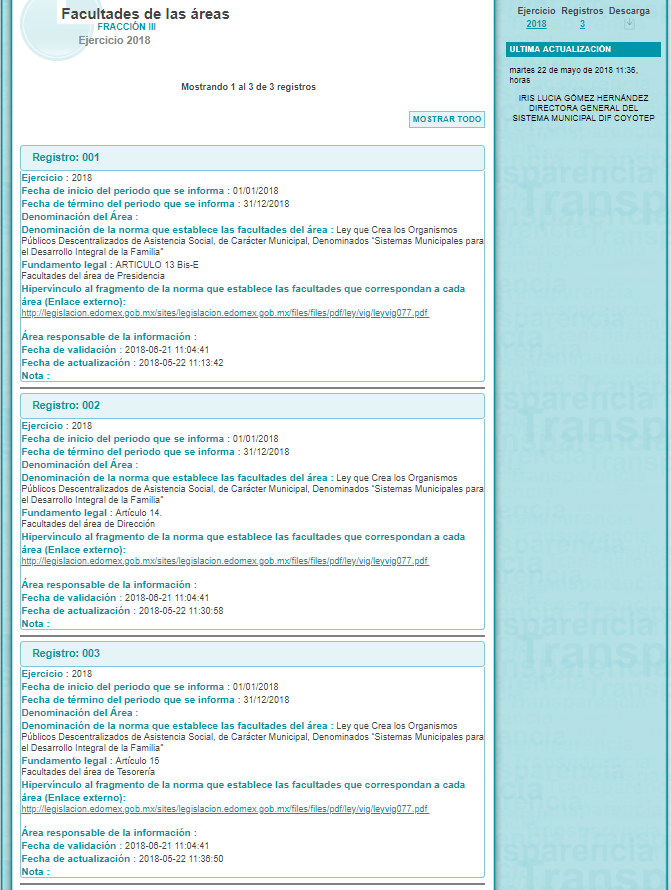 Facultades de las áreas
FRACCIÓN III
Ejercicio 2018
Mostrando 1 al 3 de 3 registros
MOSTRAR TODO
Registro: 001
Ejercicio : 2018
Fecha de inicio del periodo que se informa : 01/01/2018
Fecha de término del periodo que se informa : 31/12/2018
Denominación del Área :
Denominación de la norma que establece las facultades del área : Ley que Crea los Organismos
Públicos Descentralizados de Asistencia Social, de Carácter Municipal, Denominados "Sistemas Municipales para
el Desarrollo Integral de la Familia"
Fundamento legal : ARTICULO 13 Bis-E
Facultades del área de Presidencia
Hipervínculo al fragmento de la norma que establece las facultades que correspondan a cada
área (Enlace externo):
http://legislacion.edomex.gob.mx/sites/legislacion.edomex.gob.mx/files/files/pdf/ley/vig/leyvig077.pdf
Área responsable de la información :
Fecha de validación : 2018-06-21 11:04:41
Fecha de actualización : 2018-05-22 11:13:42
Nota :
Registro: 002
Ejercicio : 2018
Fecha de inicio del periodo que se informa : 01/01/2018
Fecha de término del periodo que se informa : 31/12/2018
Denominación del Área :
Denominación de la norma que establece las facultades del área : Ley que Crea los Organismos
Públicos Descentralizados de Asistencia Social, de Carácter Municipal, Denominados "Sistemas Municipales para
el Desarrollo Integral de la Familia"
Fundamento legal : Artículo 14.
Facultades del área de Dirección
Hipervínculo al fragmento de la norma que establece las facultades que correspondan a cada
área (Enlace externo):
http://legislacion.edomex.gob.mx/sites/legislacion.edomex.gob.mx/files/files/pdf/ley/vig/leyvig077.pdf
Área responsable de la información :
Fecha de validación : 2018-06-21 11:04:41
Fecha de actualización : 2018-05-22 11:30:58
Nota :
Registro: 003
Ejercicio : 2018
Fecha de inicio del periodo que se informa : 01/01/2018
Fecha de término del periodo que se informa : 31/12/2018
Denominación del Área :
Denominación de la norma que establece las facultades del área : Ley que Crea los Organismos
Públicos Descentralizados de Asistencia Social, de Carácter Municipal, Denominados "Sistemas Municipales para
el Desarrollo Integral de la Familia"
Fundamento legal : Artículo 15
Facultades del área de Tesorería
Hipervínculo al fragmento de la norma que establece las facultades que correspondan a cada
área (Enlace externo):
http://legislacion.edomex.gob.mx/sites/legislacion.edomex.gob.mx/files/files/pdf/ley/vig/leyvig077.pdf
Área responsable de la información :
Fecha de validación : 2018-06-21 11:04:41
Fecha de actualización : 2018-05-22 11:36:50
Nota :
Ejercicio Registros Descarga
2018 3
ULTIMA ACTUALIZACIÓN
martes 22 de mayo de 2018 11:36,
horas
IRIS LUCIA GÓMEZ HERNÁNDEZ
DIRECTORA GENERAL DEL
SISTEMA MUNICIPAL DIF COYOTEP